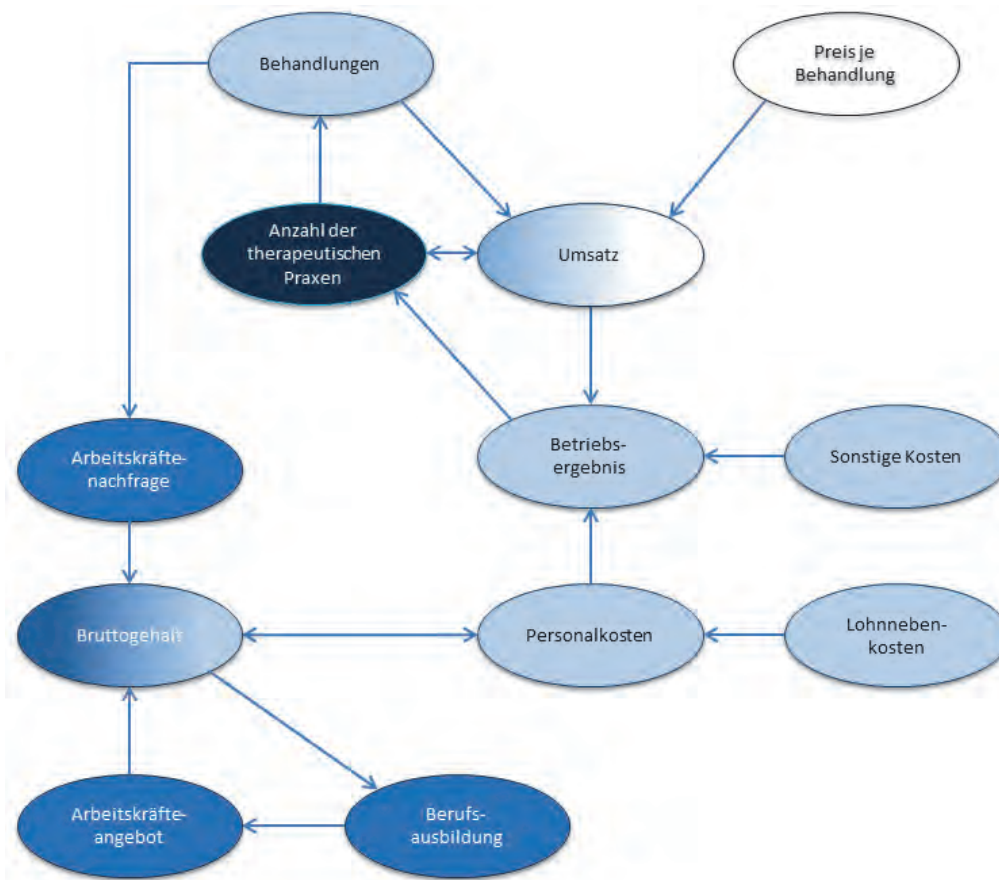 Behandlungen
Preis je
Behandlung
Anzahl der
therapeutischen
Praxen
Umsatz
Arbeitskräfte-
nachfrage
Betriebs-
ergebnis
Sonstige Kosten
Bruttogehalt
Personalkosten
Lohnneben-
kosten
Arbeitskräfte-
angebot
Berufs-
ausbildung